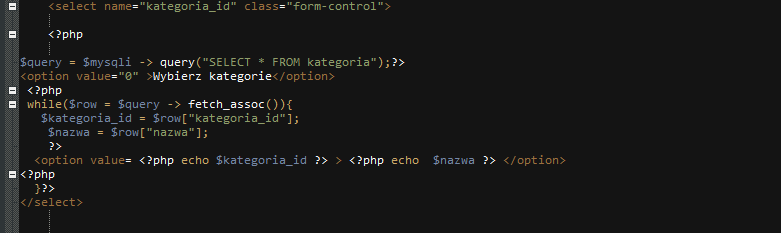 <select name="kategoria_id" class="form-control">
<?php
$query = $mysqli -> query("SELECT * FROM kategoria");?>
<option value="0" >Wybierz kategorie</option>
<?php
while($row = $query -> fetch_assoc()){
$kategoria_id = $row["kategoria_id"];
$nazwa = $row["nazwa"];
?>
<option value= <?php echo $kategoria_id ?> > <?php echo  $nazwa ?> </option>
<?php
}?>
</select>